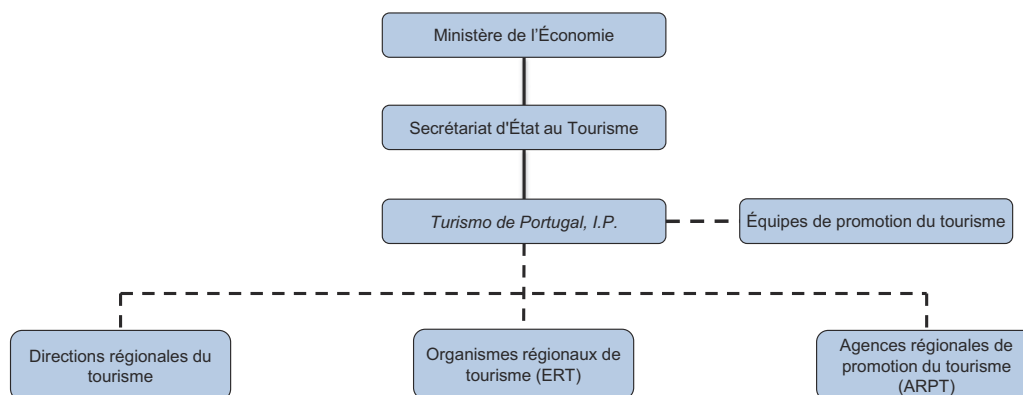 Ministère de l'Économie
Secrétariat d'État au Tourisme
Turismo de Portugal, I.P.
Équipes de promotion du tourisme
Directions régionales du
tourisme
Organismes régionaux de
tourisme (ERT)
Agences régionales de
promotion du tourisme
(ARPT)